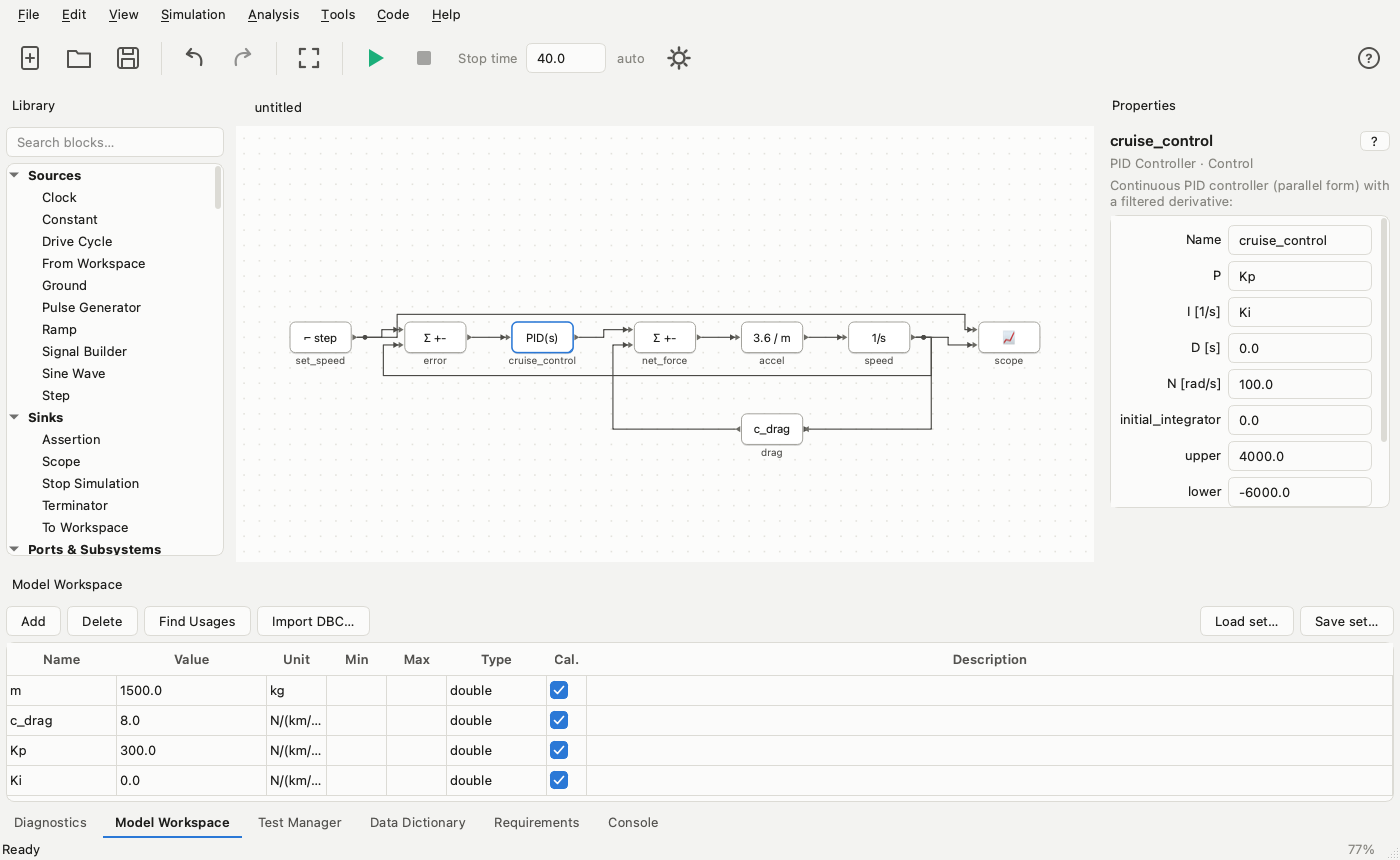 File Edit View Simulation Analysis Tools Code Help
Stop time 40.0 auto ?
Library
Search blocks...
Sources
Clock
Constant
Drive Cycle
From Workspace
Ground
Pulse Generator
Ramp
Signal Builder
Sine Wave
Step
Sinks
Assertion
Scope
Stop Simulation
Terminator
To Workspace
Ports & Subsystems
untitled
⌐ step
set_speed
Σ +-
error
PID(s)
cruise_control
Σ +-
net_force
3.6 / m
accel
1/s
speed
scope
c_drag
drag
Properties
cruise_control ?
PID Controller · Control
Continuous PID controller (parallel form) with
a filtered derivative:
Name cruise_control
P Kp
I [1/s] Ki
D [s] 0.0
N [rad/s] 100.0
initial_integrator 0.0
upper 4000.0
lower -6000.0
Model Workspace
Add Delete Find Usages Import DBC... Load set... Save set...
Name Value Unit Min Max Type Cal. Description
m 1500.0 kg double
c_drag 8.0 N/(km/... double
Kp 300.0 N/(km/... double
Ki 0.0 N/(km/... double
Diagnostics Model Workspace Test Manager Data Dictionary Requirements Console
Ready 77%